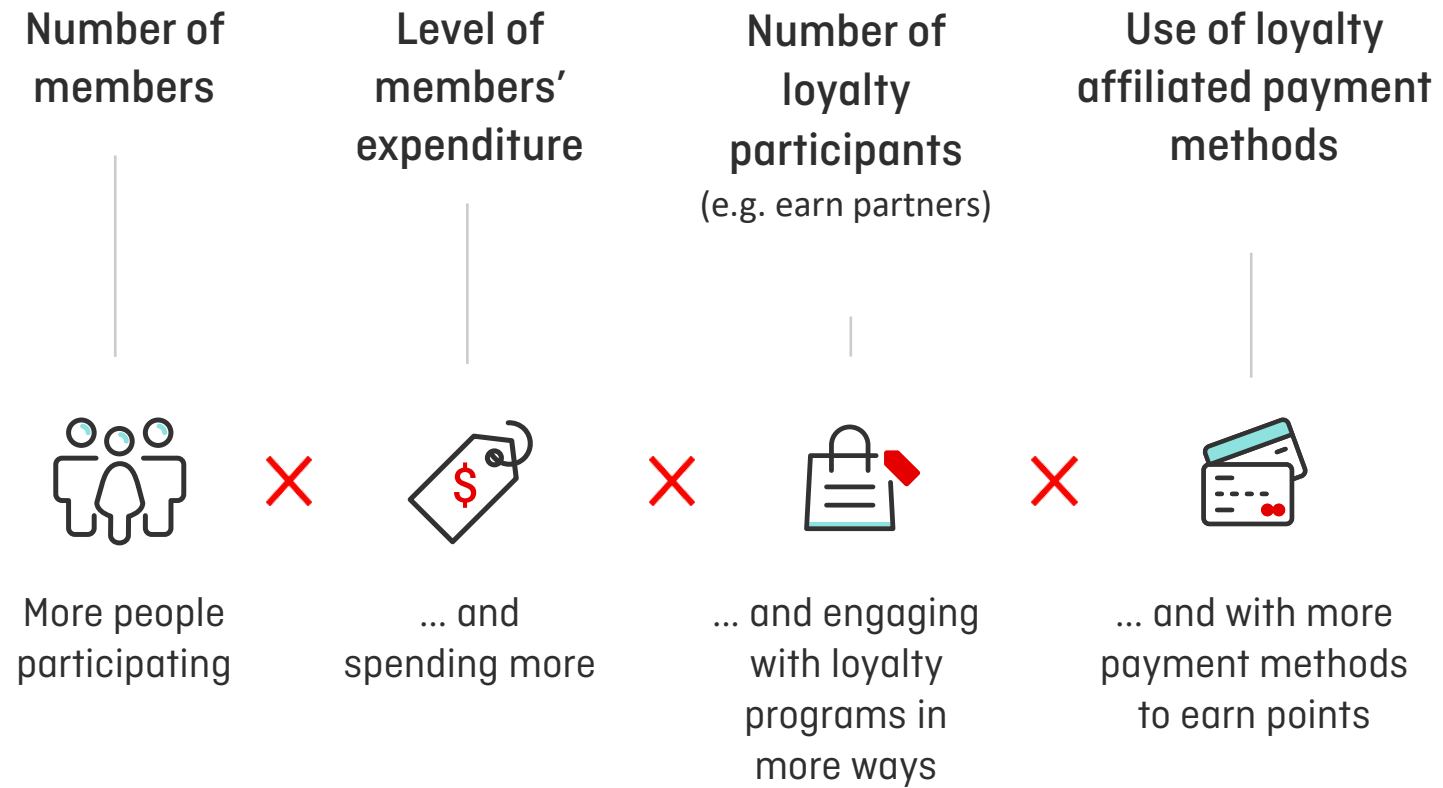 Number of
members
Level of
members’
expenditure
Number of
loyalty
participants
(e.g. earn partners)
Use of loyalty
affiliated payment
methods
$
More people
participating
... and
spending more
... and engaging
with loyalty
programs in
more ways
... and with more
payment methods
to earn points